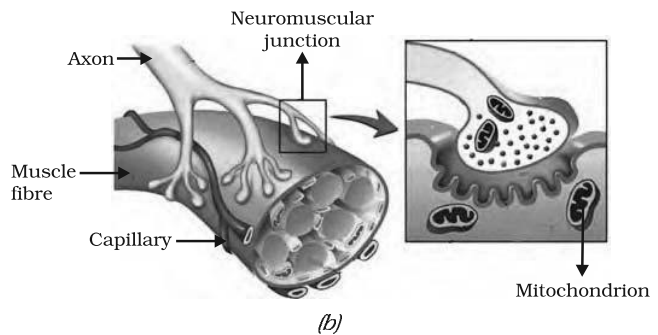 Neuromuscular
junction
Axon
Muscle
fibre
Capillary
Mitochondrion
(b)